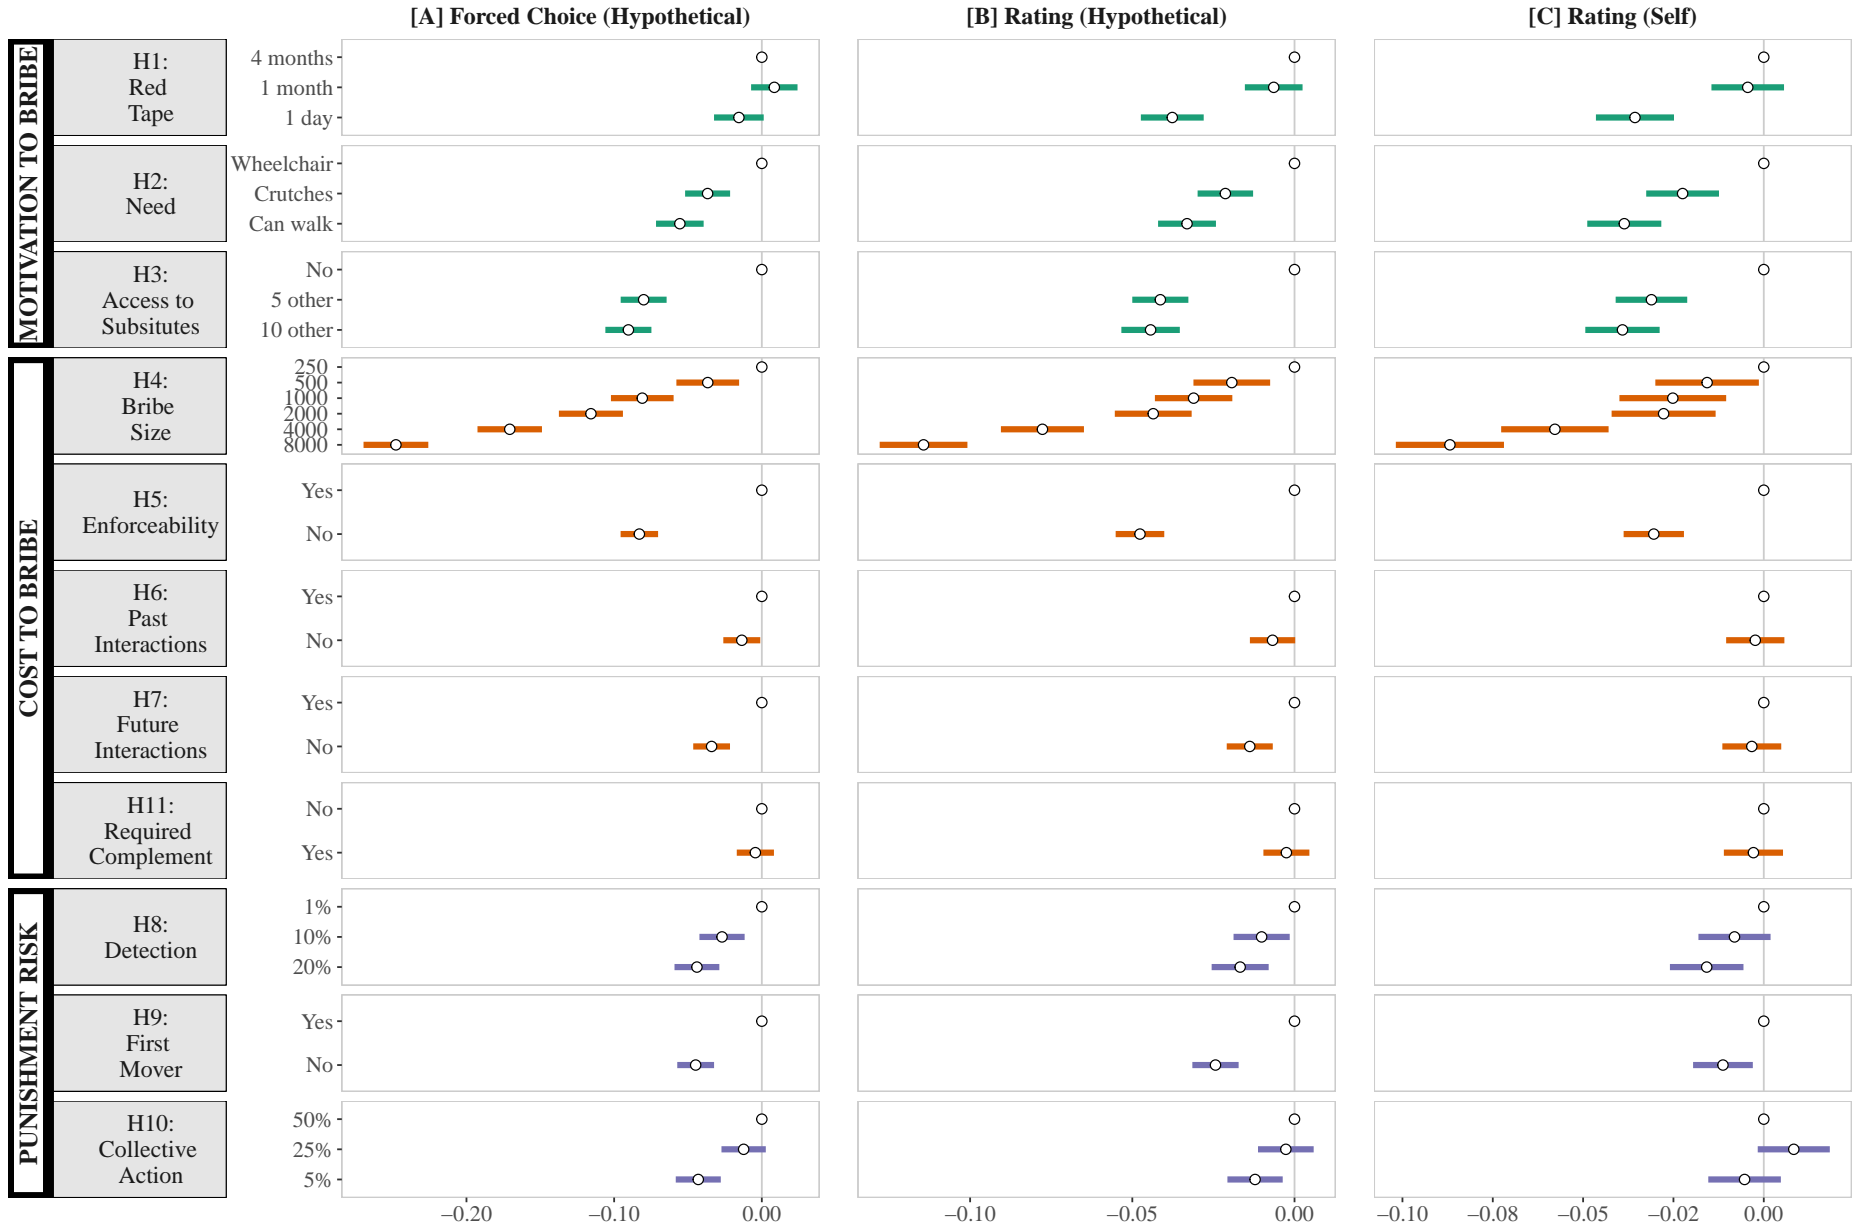 [A] Forced Choice (Hypothetical)
[B] Rating (Hypothetical)
[C] Rating (Self)
MOTIVATION TO BRIBE
H1:
Red
Tape
4 months
1 month
1 day
H2:
Need
Wheelchair
Crutches
Can walk
H3:
Access to
Subsitutes
No
5 other
10 other
COST TO BRIBE
H4:
Bribe
Size
250
500
1000
2000
4000
8000
H5:
Enforceability
Yes
No
H6:
Past
Interactions
Yes
No
H7:
Future
Interactions
Yes
No
H11:
Required
Complement
No
Yes
PUNISHMENT RISK
H8:
Detection
1%
10%
20%
H9:
First
Mover
Yes
No
H10:
Collective
Action
50%
25%
5%
−0.20 −0.10 0.00
−0.10 −0.05 0.00
−0.10 −0.08 −0.05 −0.02 0.00